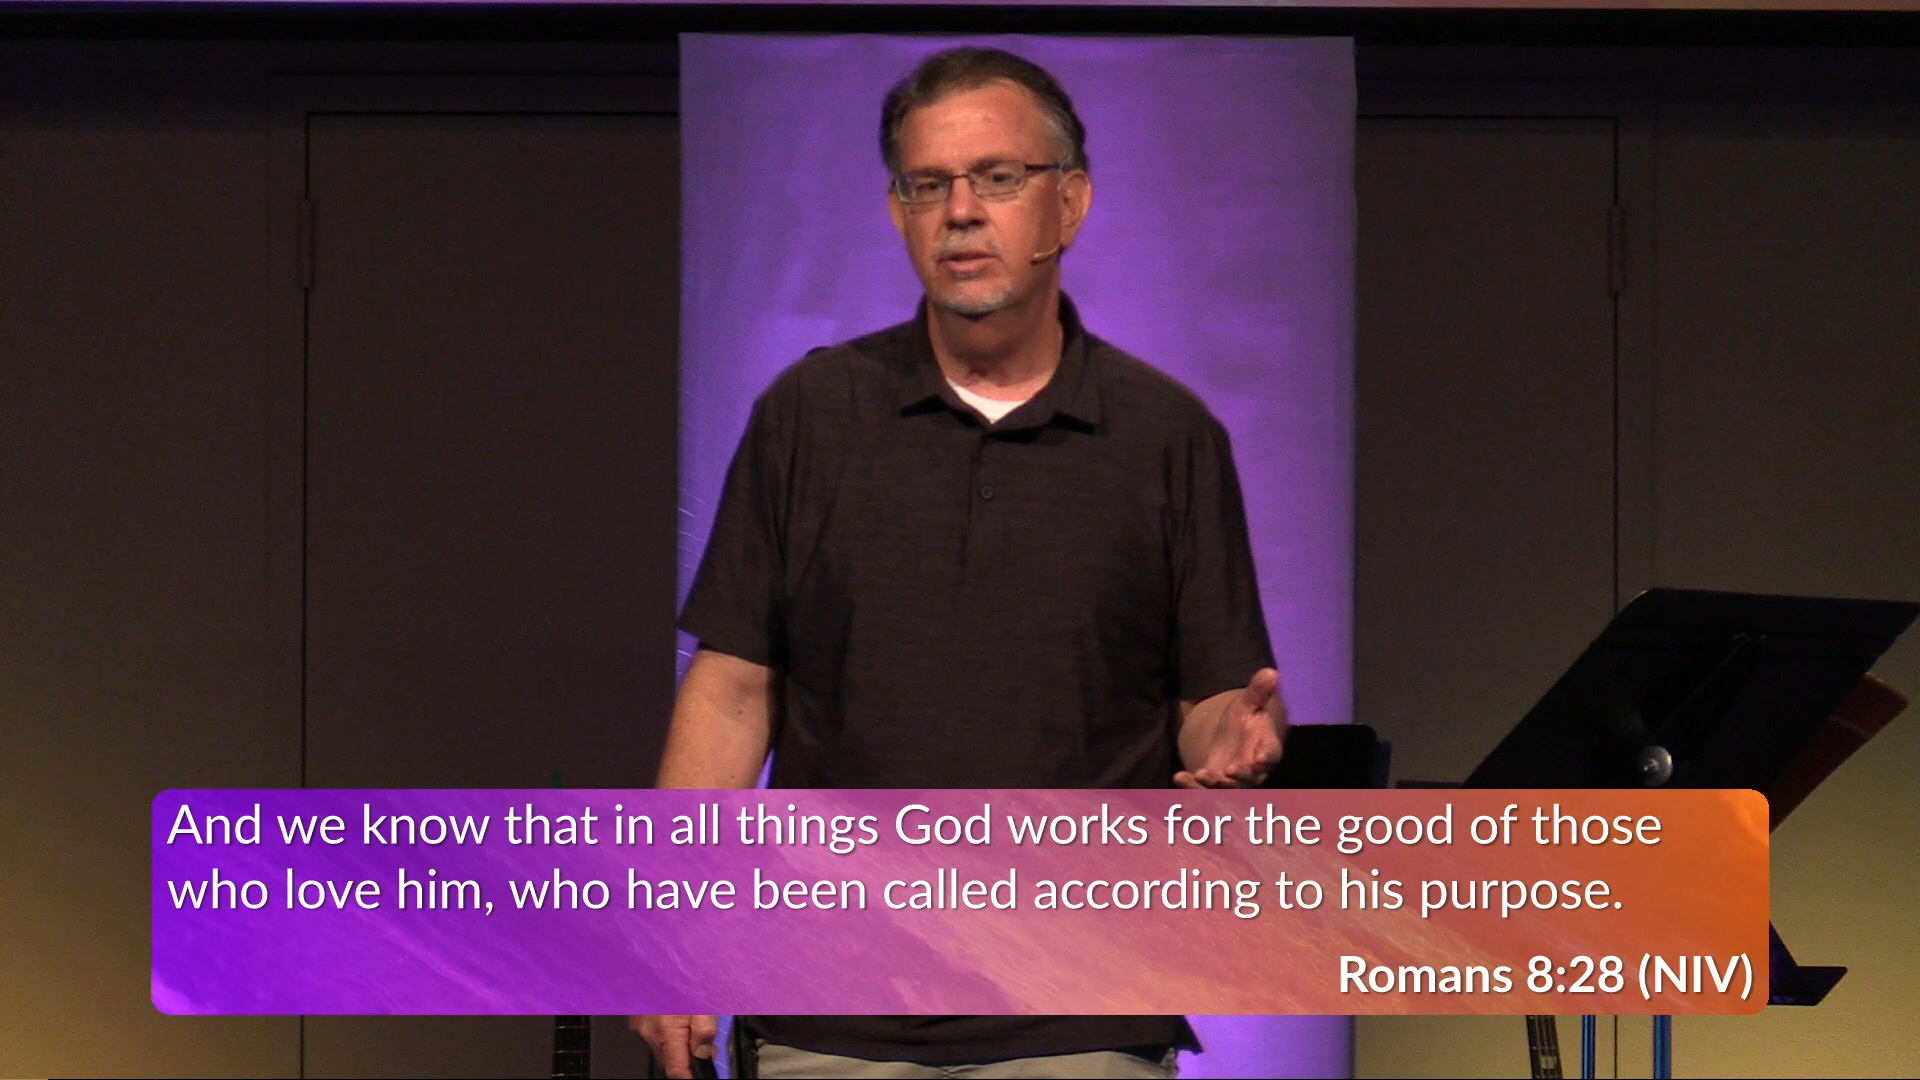 And we know that in all things God works for the good of those
who love him, who have been called according to his purpose.
Romans 8:28 (NIV)